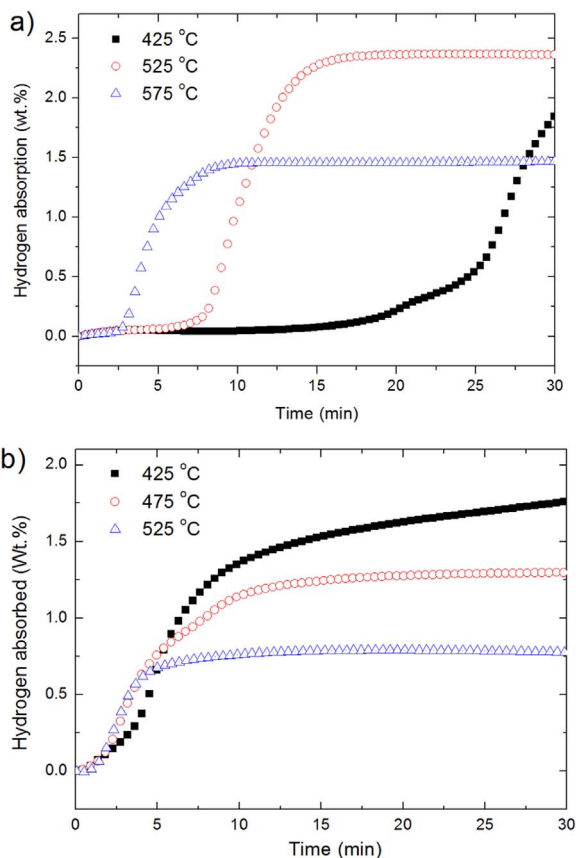 a)
425 °C
525 °C
575 °C
Hydrogen absorption (wt.%)
2.5
2.0
1.5
1.0
0.5
0.0
0 5 10 15 20 25 30
Time (min)
b)
425 °C
475 °C
525 °C
Hydrogen absorbed (Wt.%)
2.0
1.5
1.0
0.5
0.0
0 5 10 15 20 25 30
Time (min)